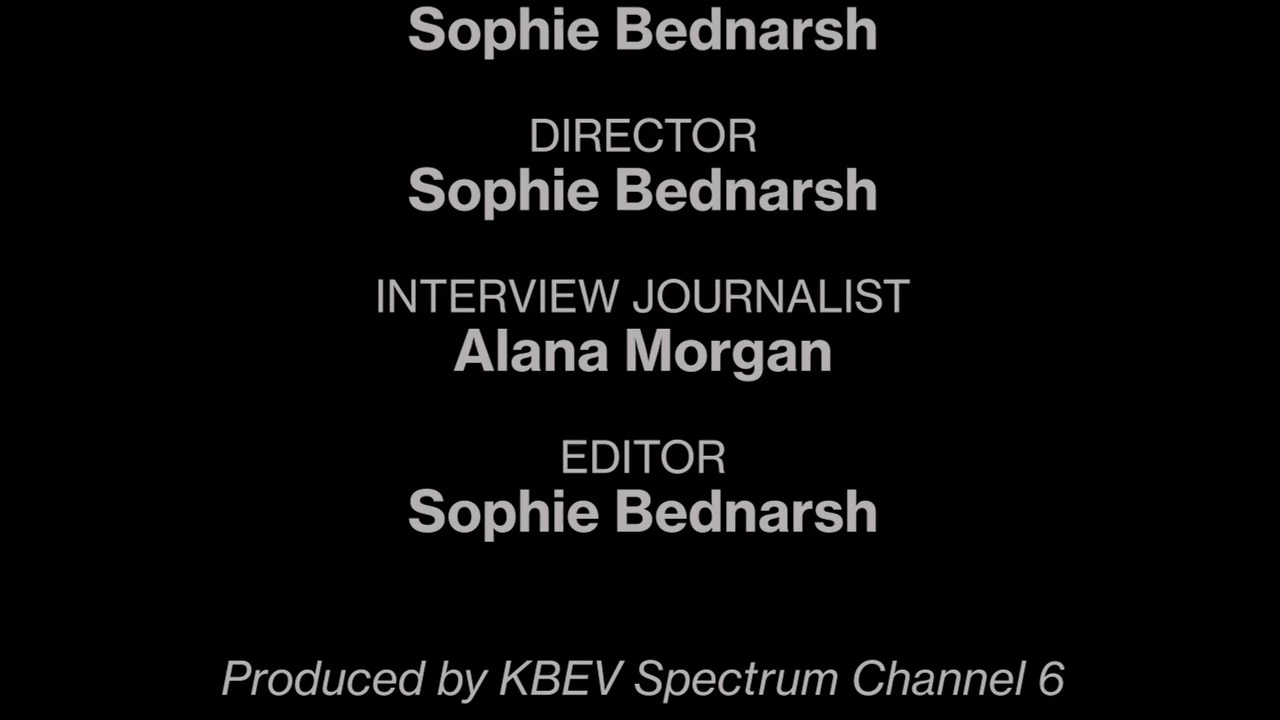 Sophie Bednarsh
DIRECTOR
Sophie Bednarsh
INTERVIEW JOURNALIST
Alana Morgan
EDITOR
Sophie Bednarsh
Produced by KBEV Spectrum Channel 6